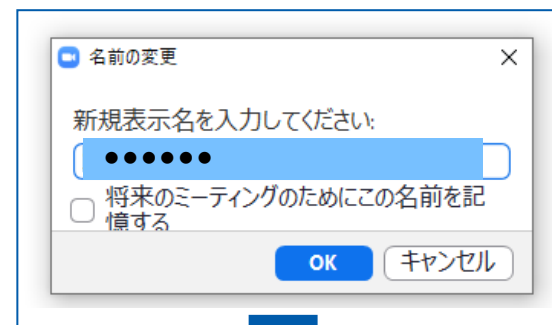 名前の変更
新規表示名を入力してください:
●●●●●●
将来のミーティングのためにこの名前を記
憶する
OK キャンセル